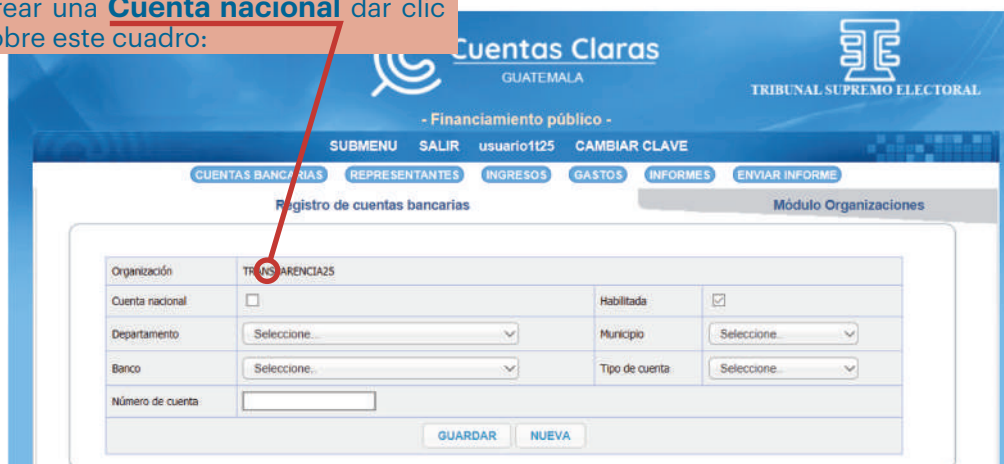 rear una Cuenta nacional dar clic
obre este cuadro:
Cuentas Claras
GUATEMALA
TRIBUNAL SUPREMO ELECTORAL
- Financiamiento público -
SUBMENU SALIR usuario1t25 CAMBIAR CLAVE
CUENTAS BANCARIAS REPRESENTANTES INGRESOS GASTOS INFORMES ENVIAR INFORME
Registro de cuentas bancarias Módulo Organizaciones
Organización TRANSPARENCIA25
Cuenta nacional Habilitada
Departamento Seleccione... Municipio Seleccione...
Banco Seleccione... Tipo de cuenta Seleccione...
Número de cuenta
GUARDAR NUEVA